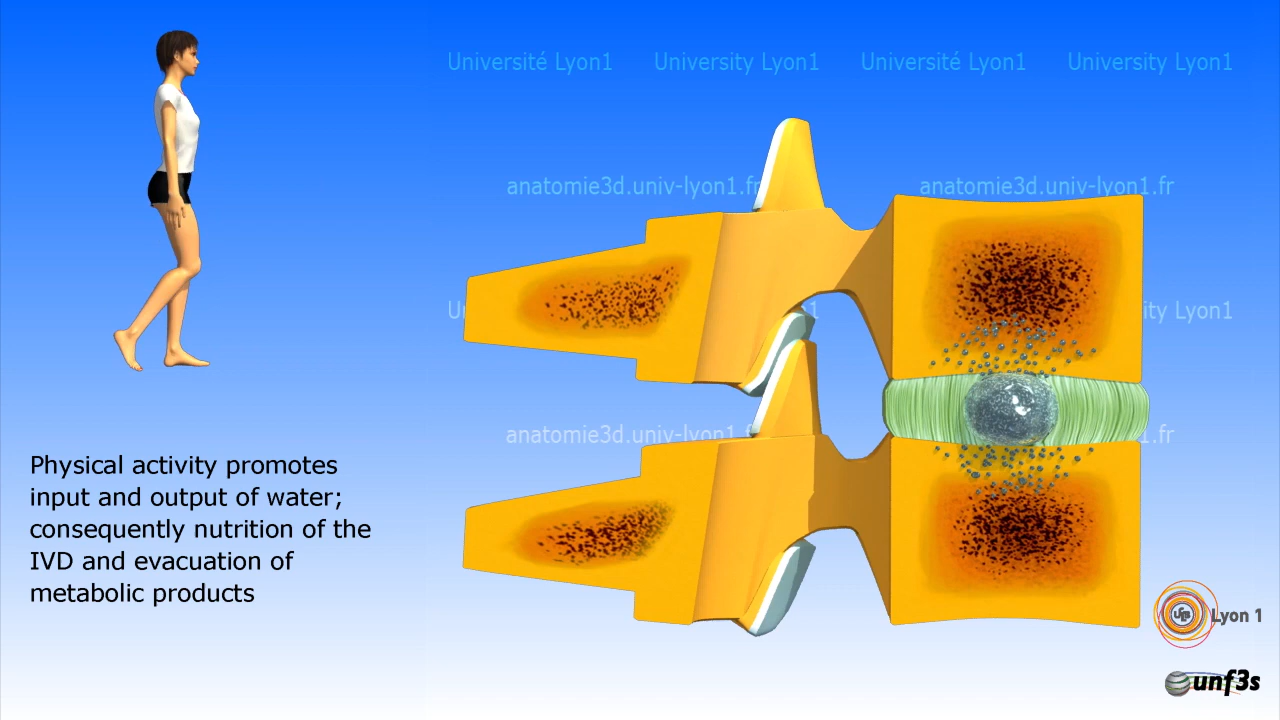 Université Lyon1 University Lyon1 Université Lyon1 University Lyon1
anatomie3d.univ-lyon1.fr anatomie3d.univ-lyon1.fr
University Lyon1
anatomie3d.univ-lyon1.fr
Physical activity promotes
input and output of water;
consequently nutrition of the
IVD and evacuation of
metabolic products
Lyon 1
unf3s